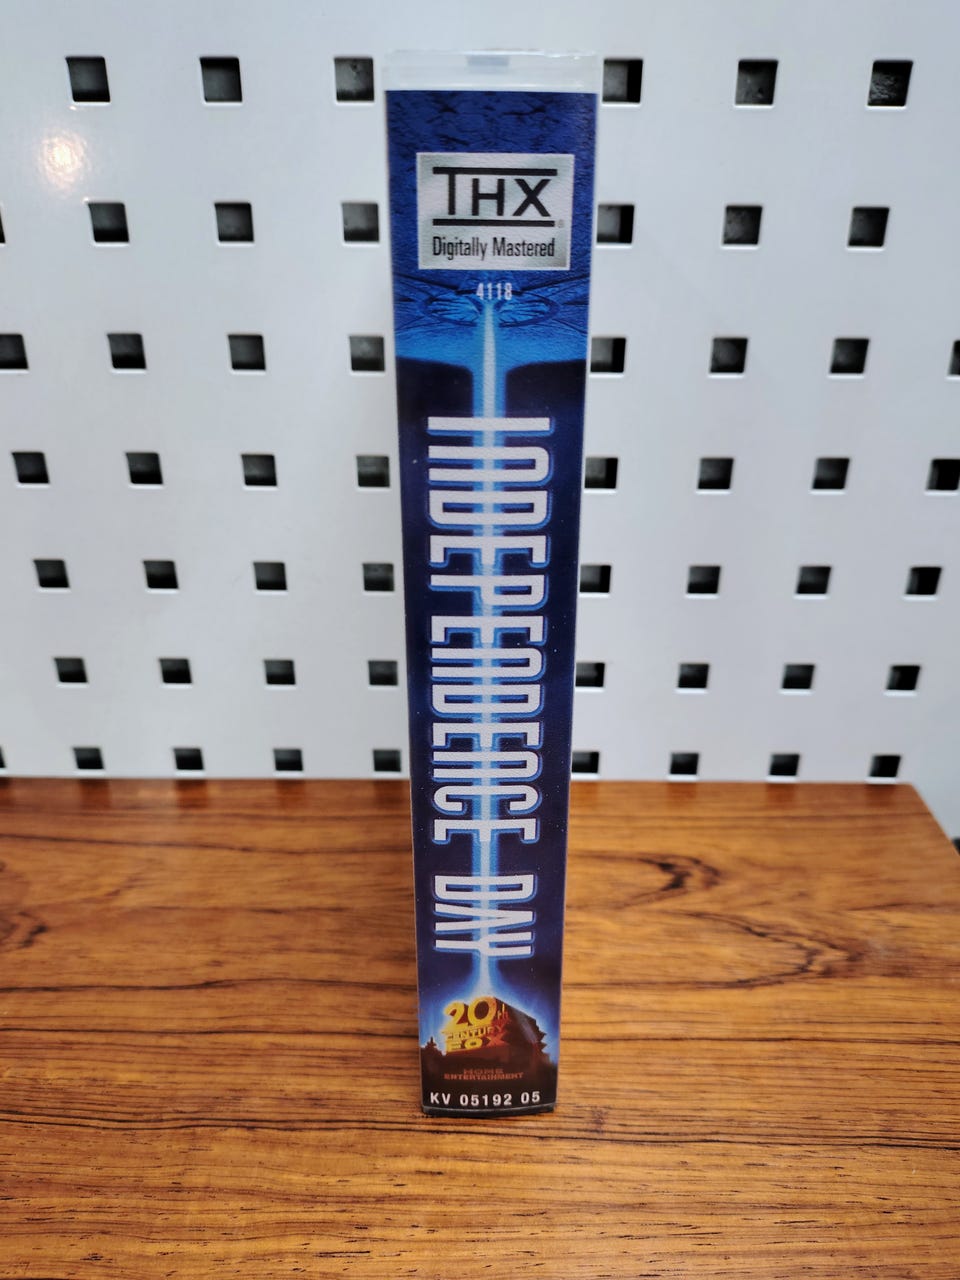 THX
Digitally Mastered
4118
INDEPENDENCE DAY
20th
CENTURY
FOX
HOME
ENTERTAINMENT
KV 05192 05